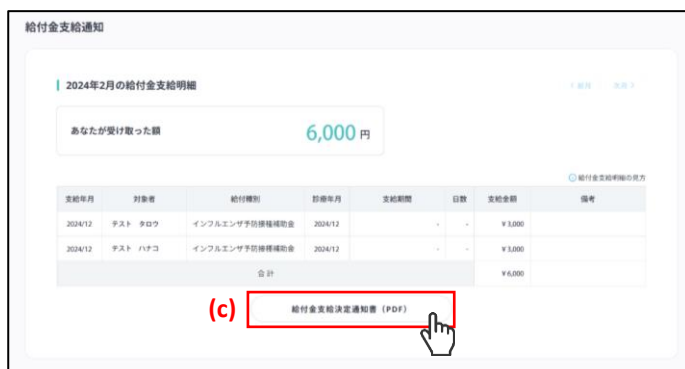 給付金支給通知
2024年2月の給付金支給明細
あなたが受け取った額 6,000 円
給付金支給明細の見方
支給年月 対象者 給付種別 診療年月 支給期間 日数 支給金額 備考
2024/12 テスト タロウ インフルエンザ予防接種補助金 2024/12 - - ¥3,000
2024/12 テスト ハナコ インフルエンザ予防接種補助金 2024/12 - - ¥3,000
合計 ¥6,000
(c) 給付金支給決定通知書（PDF）